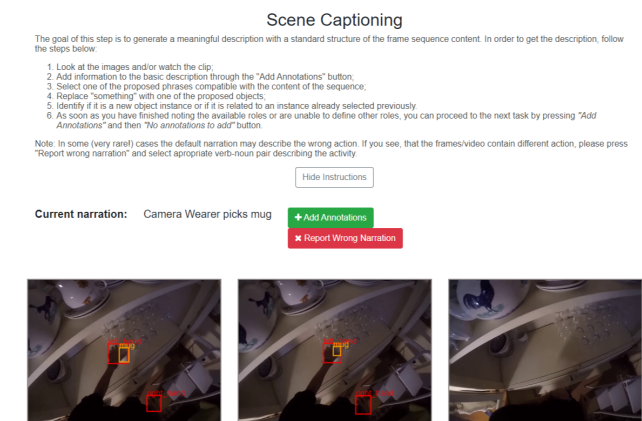 Scene Captioning
The goal of this step is to generate a meaningful description with a standard structure of the frame sequence content. In order to get the description, follow
the steps below:
1. Look at the images and/or watch the clip;
2. Add information to the basic description through the "Add Annotations" button;
3. Select one of the proposed phrases compatible with the content of the sequence;
4. Replace "something" with one of the proposed objects;
5. Identify if it is a new object instance or if it is related to an instance already selected previously.
6. As soon as you have finished noting the available roles or are unable to define other roles, you can proceed to the next task by pressing "Add
Annotations" and then "No annotations to add" button.
Note: In some (very rare!) cases the default narration may describe the wrong action. If you see, that the frames/video contain different action, please press
"Report wrong narration" and select apropriate verb-noun pair describing the activity.
Hide Instructions
Current narration: Camera Wearer picks mug
+ Add Annotations
× Report Wrong Narration
mug
mug